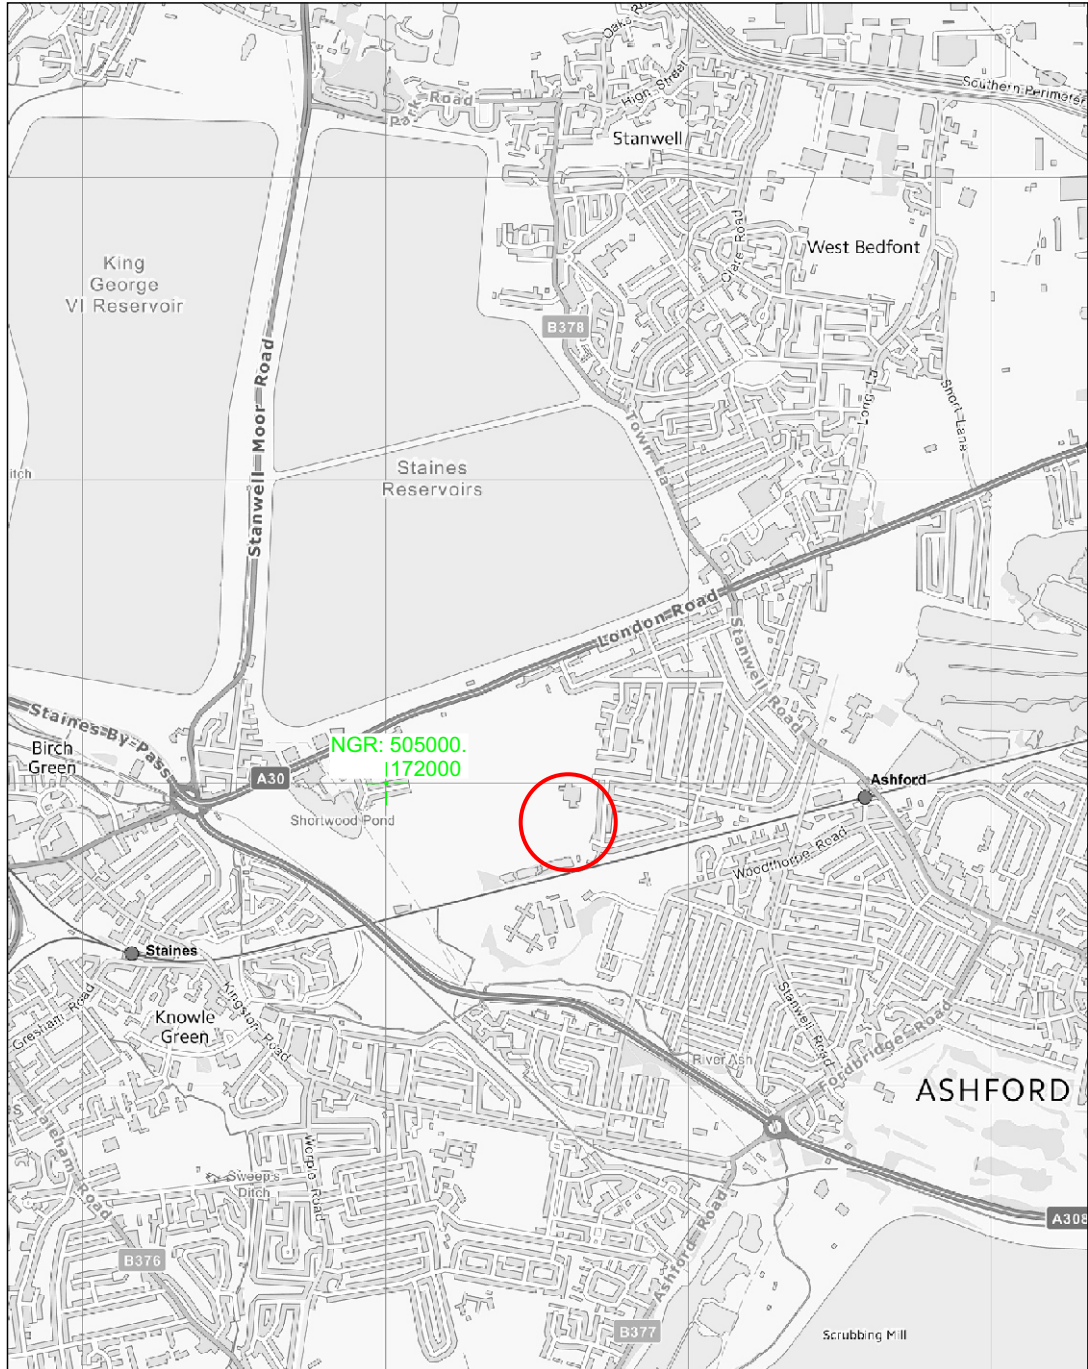 Oaks Road
High Street
Southern Perimeter
Park Road
Stanwell
Clare Road
West Bedfont
King
George
VI Reservoir
B378
Stanwell Moor Road
Long La
Short Lane
Town La
Staines
Reservoirs
itch
London Road
Stanwell Road
Staines By-Pass
Birch
Green
NGR: 505000.
172000
A30
Ashford
Shortwood Pond
Woodthorpe Road
Staines
Gresham Road
Knowle
Green
Kingston Road
Stanwell Road
River Ash
Fordbridge Road
ASHFORD
es
Laleham Road
Worple Road
Sweep's
Ditch
Ashford Road
A308
B376
B377
Scrubbing Mill